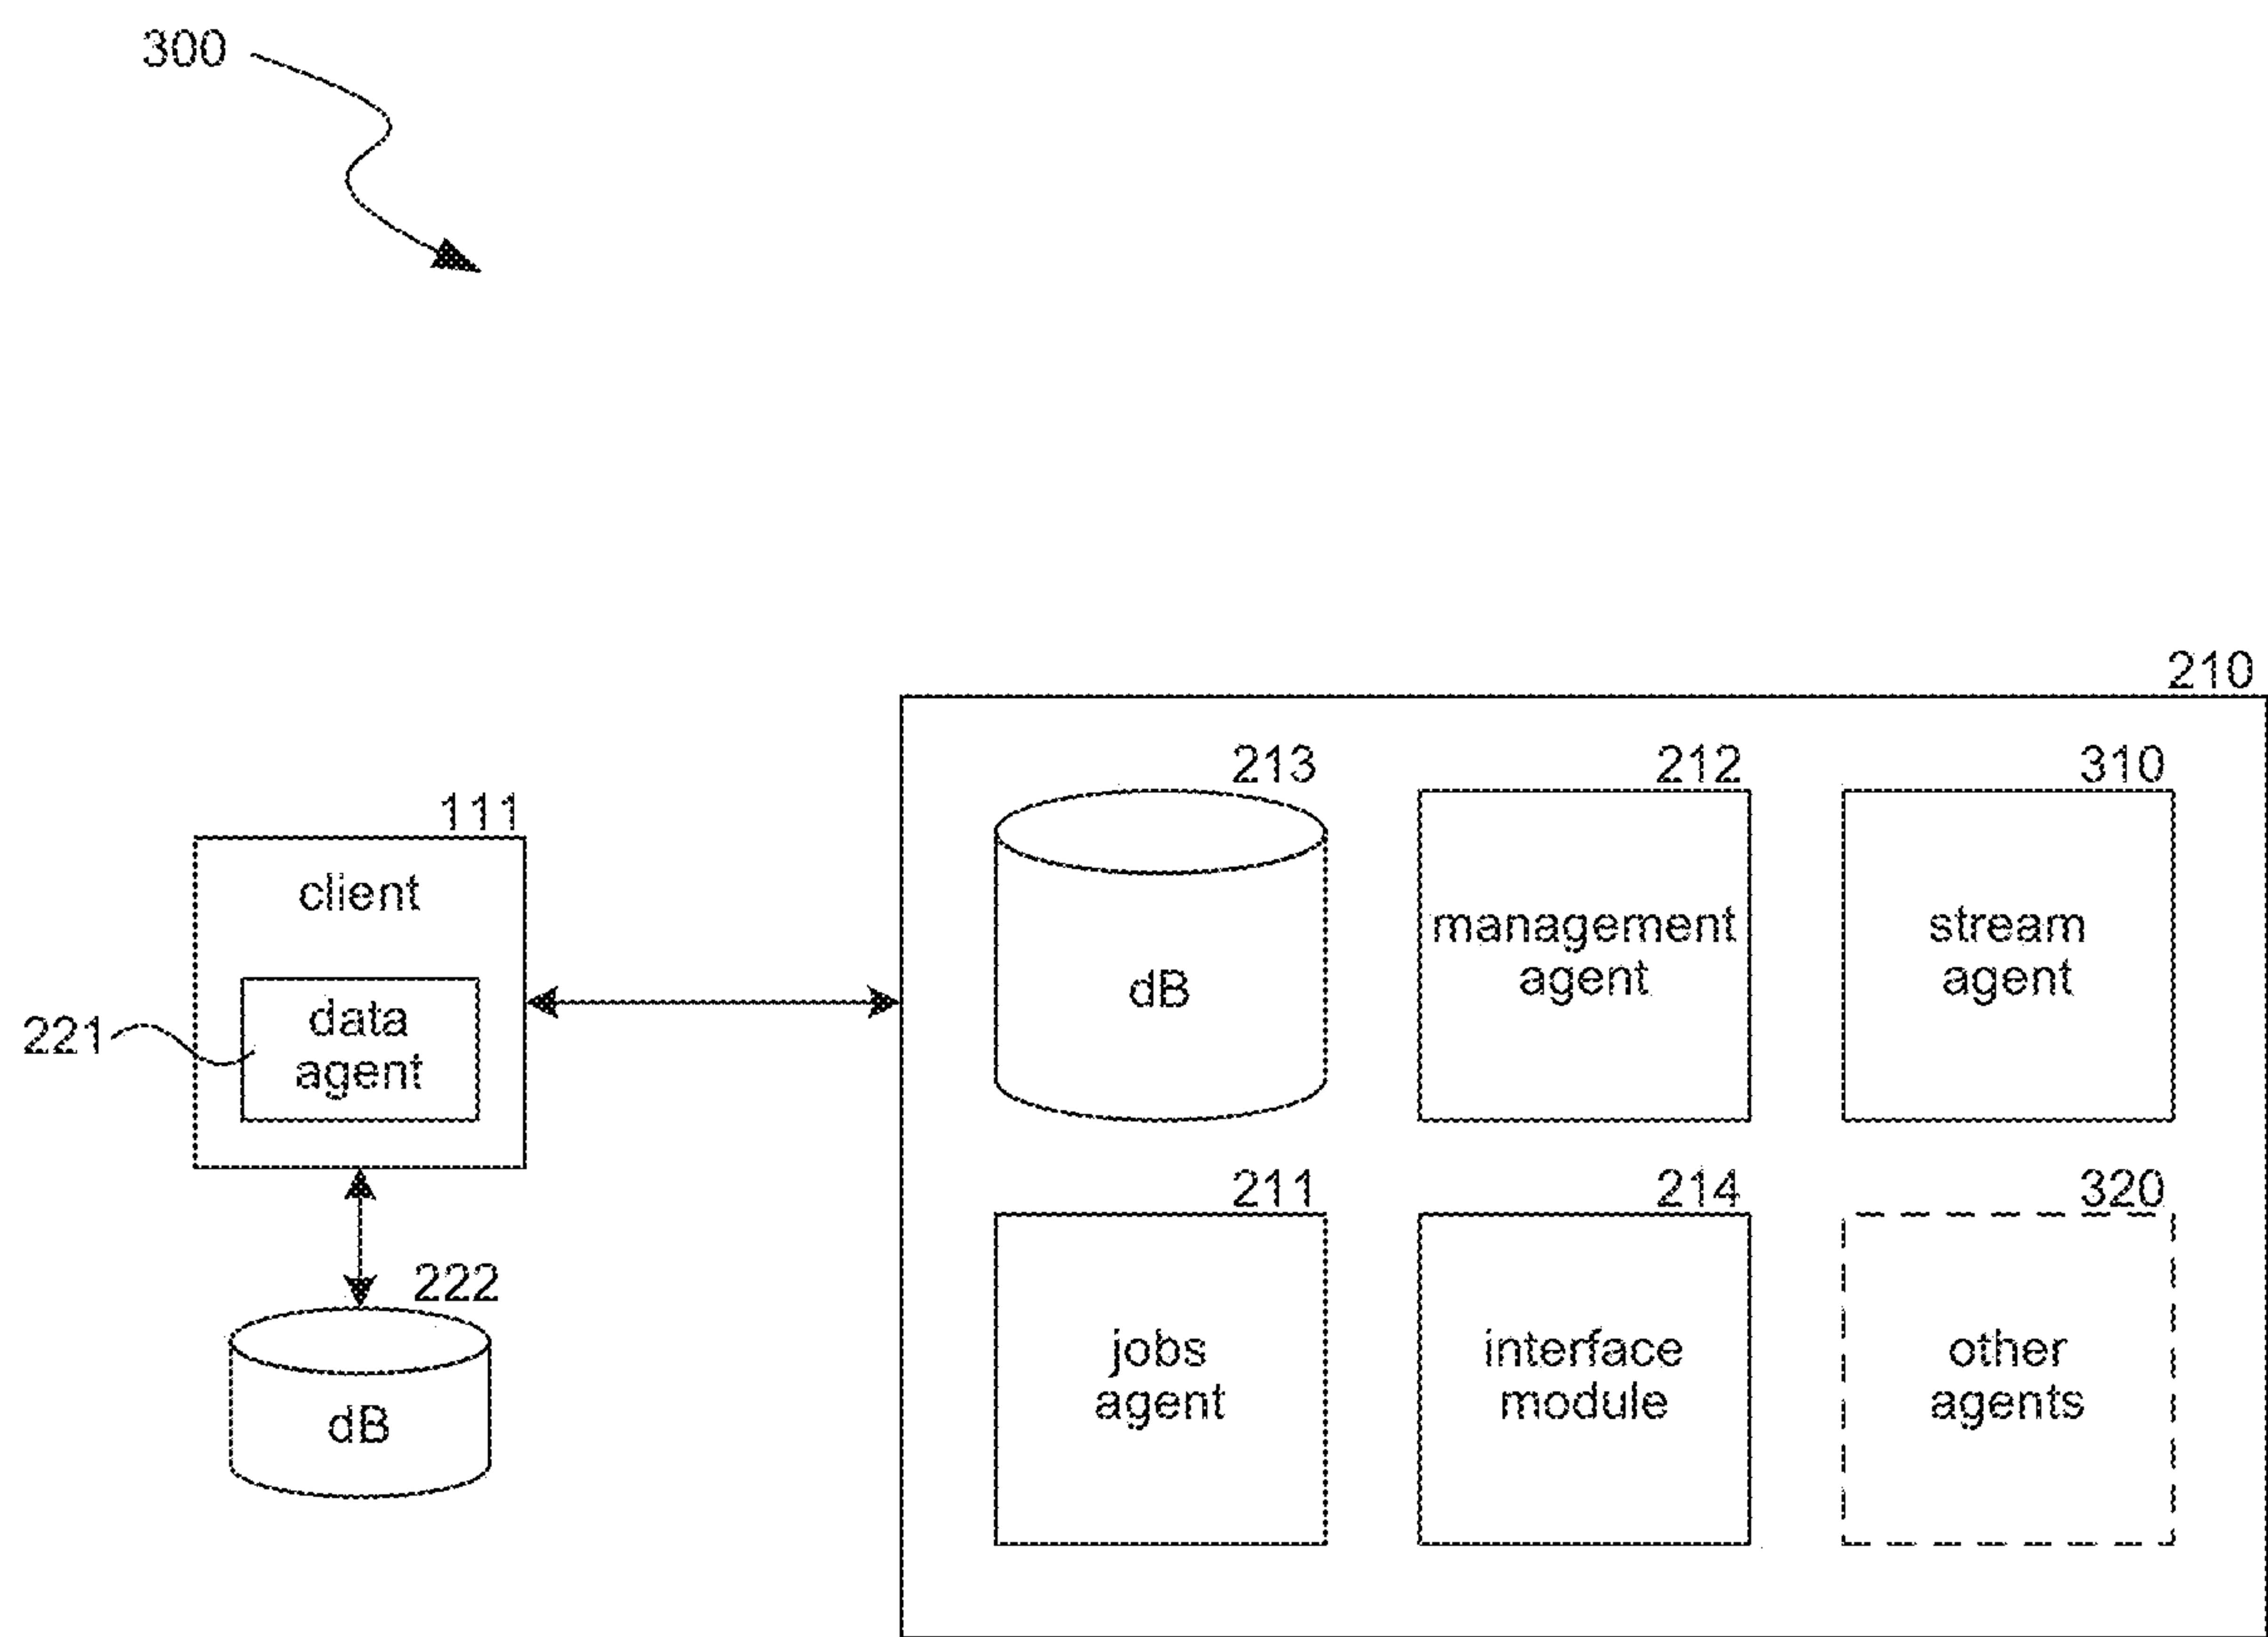 300
210
213
212
310
111
client
management
agent
stream
agent
dB
data
agent
221
211
214
320
222
jobs
agent
interface
module
other
agents
dB